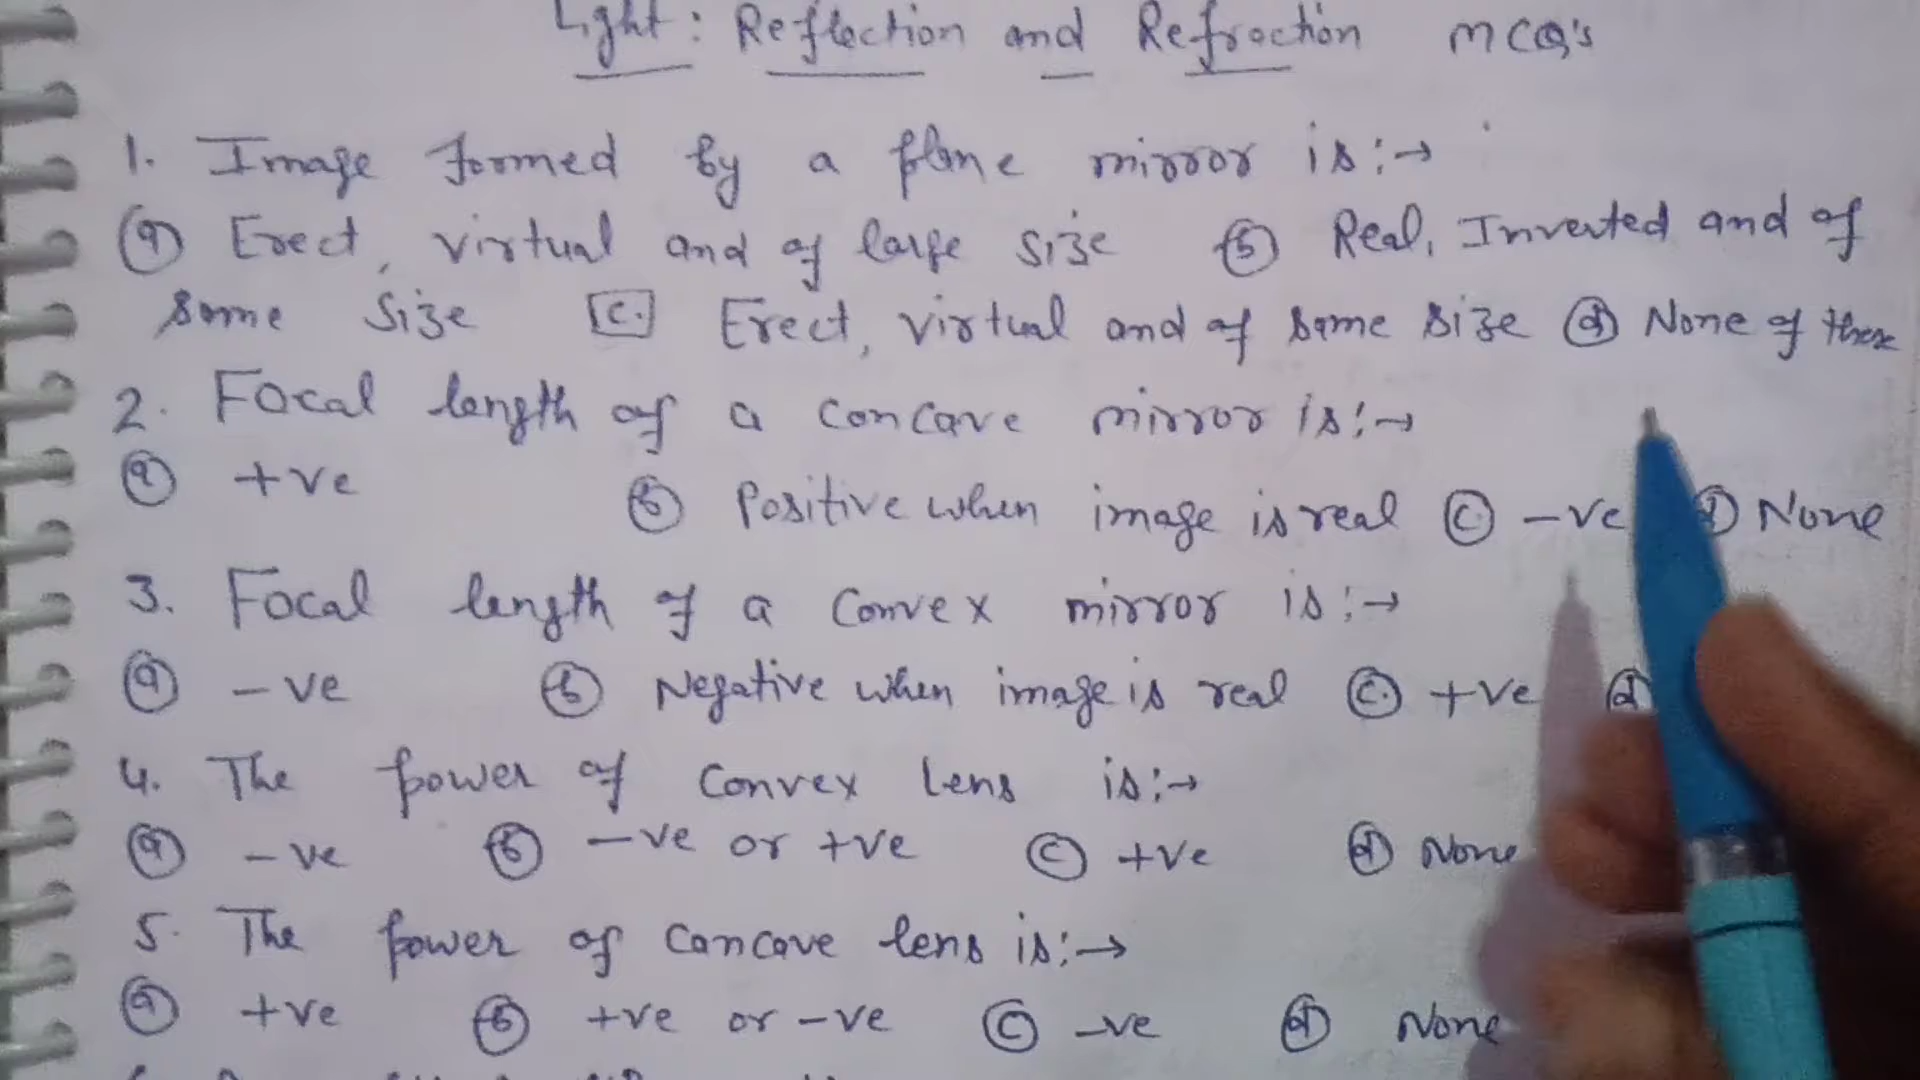 Light: Reflection and Refraction MCQ's
1. Image formed by a plane mirror is:→
(a) Erect, virtual and of large size (b) Real, Inverted and of
same size [c.] Erect, virtual and of same size (d) None of these
2. Focal length of a concave mirror is:→
(a) +ve (b) Positive when image is real (c) -ve (d) None
3. Focal length of a convex mirror is:→
(a) -ve (b) Negative when image is real (c) +ve (d)
4. The power of convex lens is:→
(a) -ve (b) -ve or +ve (c) +ve (d) None
5. The power of concave lens is:→
(a) +ve (b) +ve or -ve (c) -ve (d) None